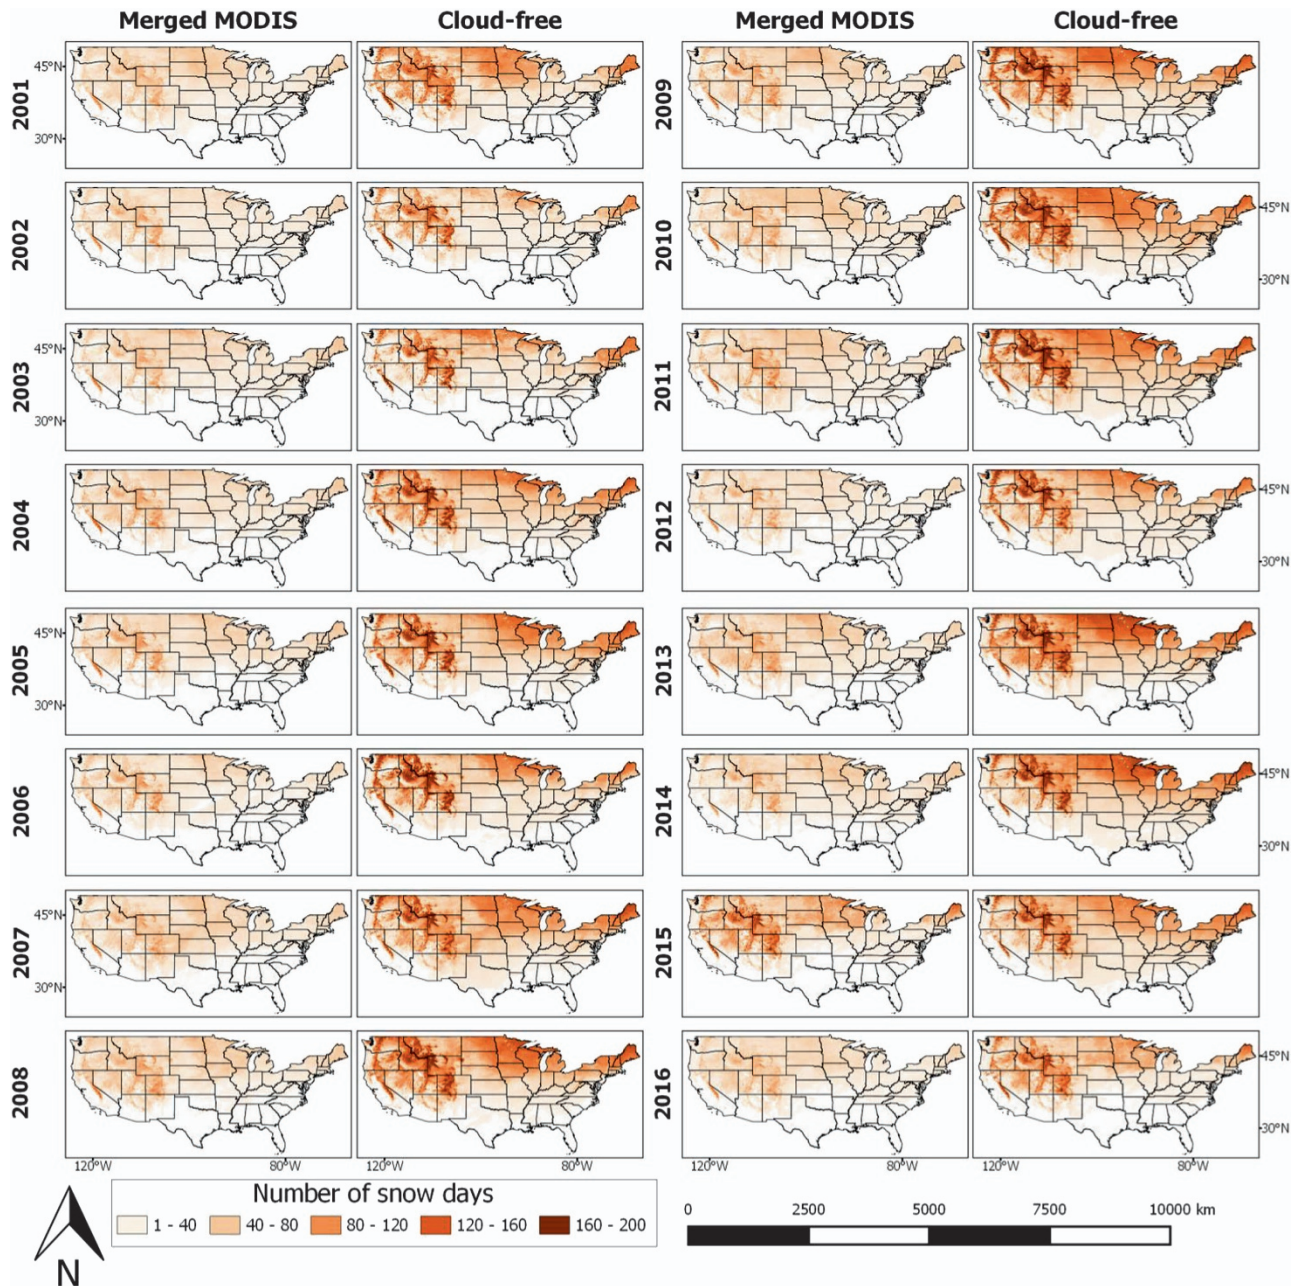 Merged MODIS Cloud-free Merged MODIS Cloud-free
2001 45°N 30°N 2009
2002 2010 45°N 30°N
2003 45°N 30°N 2011
2004 2012 45°N 30°N
2005 45°N 30°N 2013
2006 2014 45°N 30°N
2007 45°N 30°N 2015
2008 2016 45°N 30°N
120°W 80°W 120°W 80°W 120°W 80°W 120°W 80°W
Number of snow days
1 - 40 40 - 80 80 - 120 120 - 160 160 - 200
0 2500 5000 7500 10000 km
N